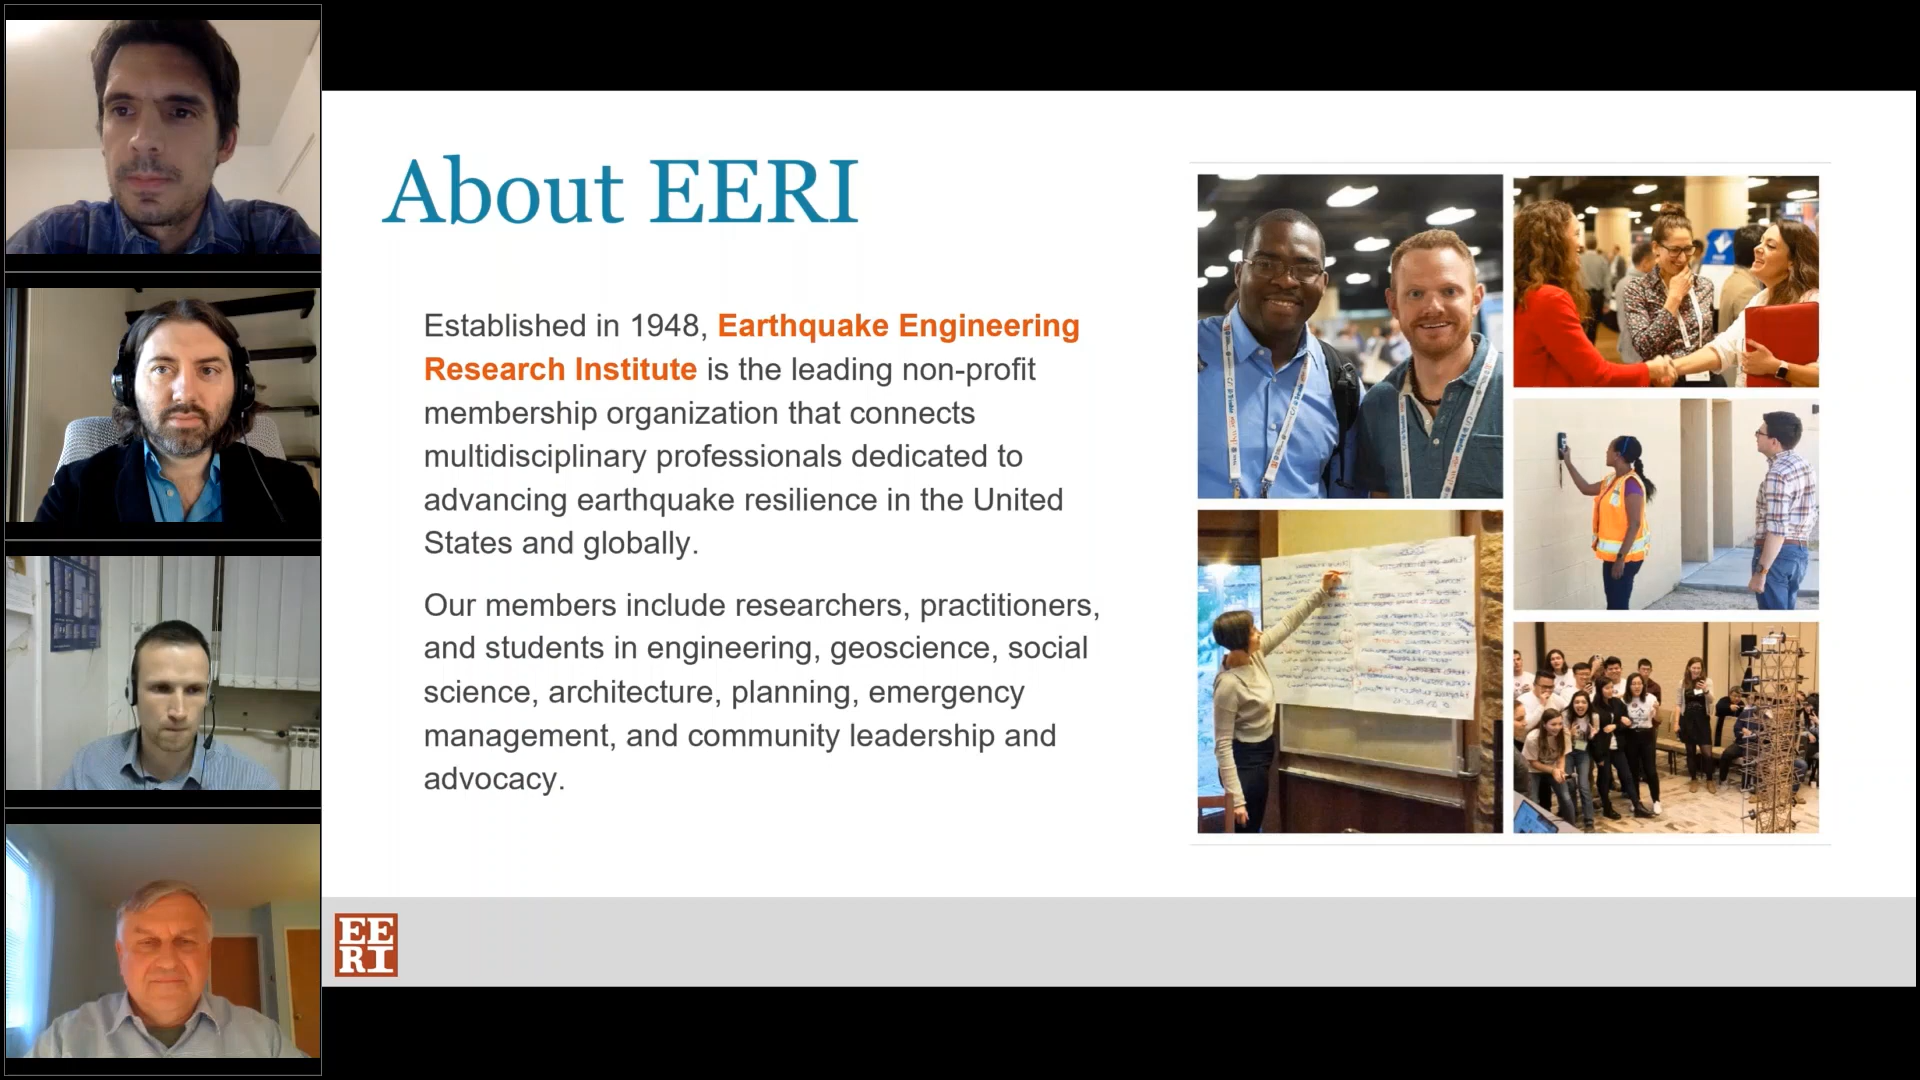 About EERI
Established in 1948, Earthquake Engineering
Research Institute is the leading non-profit
membership organization that connects
multidisciplinary professionals dedicated to
advancing earthquake resilience in the United
States and globally.
Our members include researchers, practitioners,
and students in engineering, geoscience, social
science, architecture, planning, emergency
management, and community leadership and
advocacy.
EE
RI